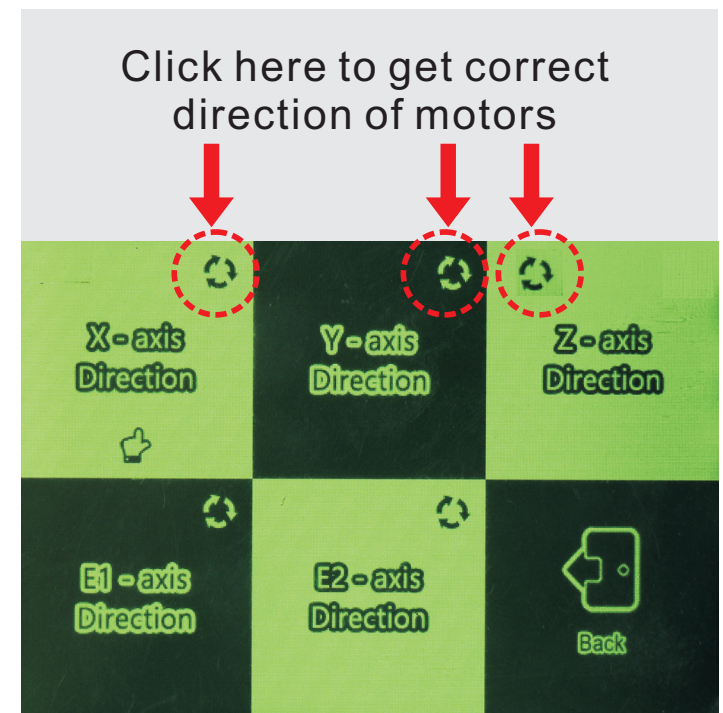 Click here to get correct
direction of motors
X - axis
Direction
Y - axis
Direction
Z - axis
Direction
E1 - axis
Direction
E2 - axis
Direction
Back